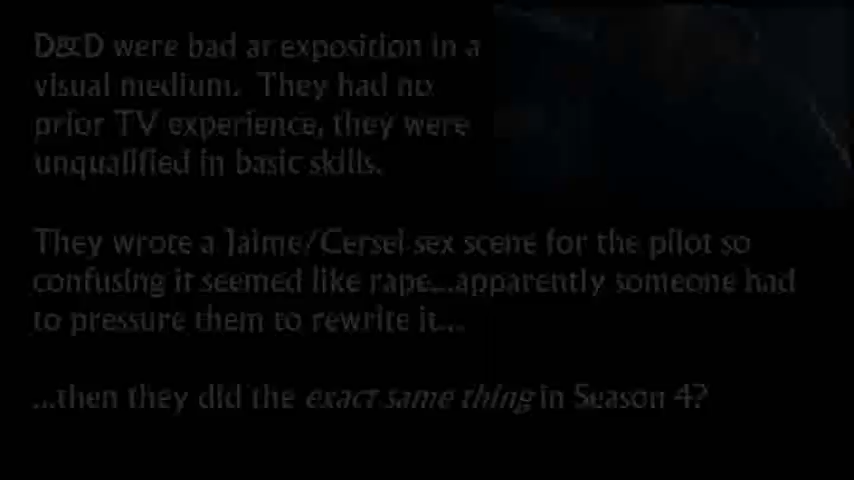 D&D were bad at exposition in a
visual medium. They had no
prior TV experience, they were
unqualified in basic skills.
They wrote a Jaime/Cersei sex scene for the pilot so
confusing it seemed like rape...apparently someone had
to pressure them to rewrite it...
...then they did the exact same thing in Season 4?